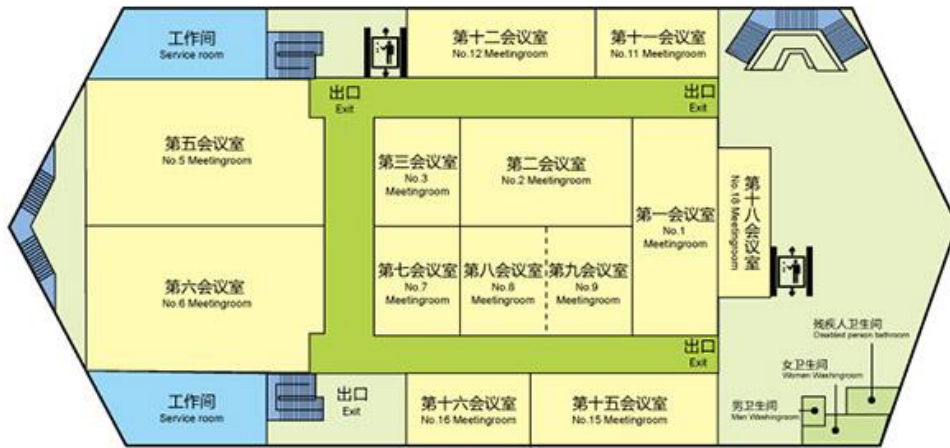 工作间
Service room
第十二会议室
No.12 Meetingroom
第十一会议室
No.11 Meetingroom
出口
Exit
出口
Exit
第五会议室
No.5 Meetingroom
第三会议室
No.3
Meetingroom
第二会议室
No.2 Meetingroom
第一会议室
No.1
Meetingroom
第十八会议室
No.18 Meetingroom
第六会议室
No.6 Meetingroom
第七会议室
No.7
Meetingroom
第八会议室
No.8
Meetingroom
第九会议室
No.9
Meetingroom
残疾人卫生间
Disabled person bathroom
出口
Exit
女卫生间
Women Washingroom
男卫生间
Man Washingroom
工作间
Service room
出口
Exit
第十六会议室
No.16 Meetingroom
第十五会议室
No.15 Meetingroom